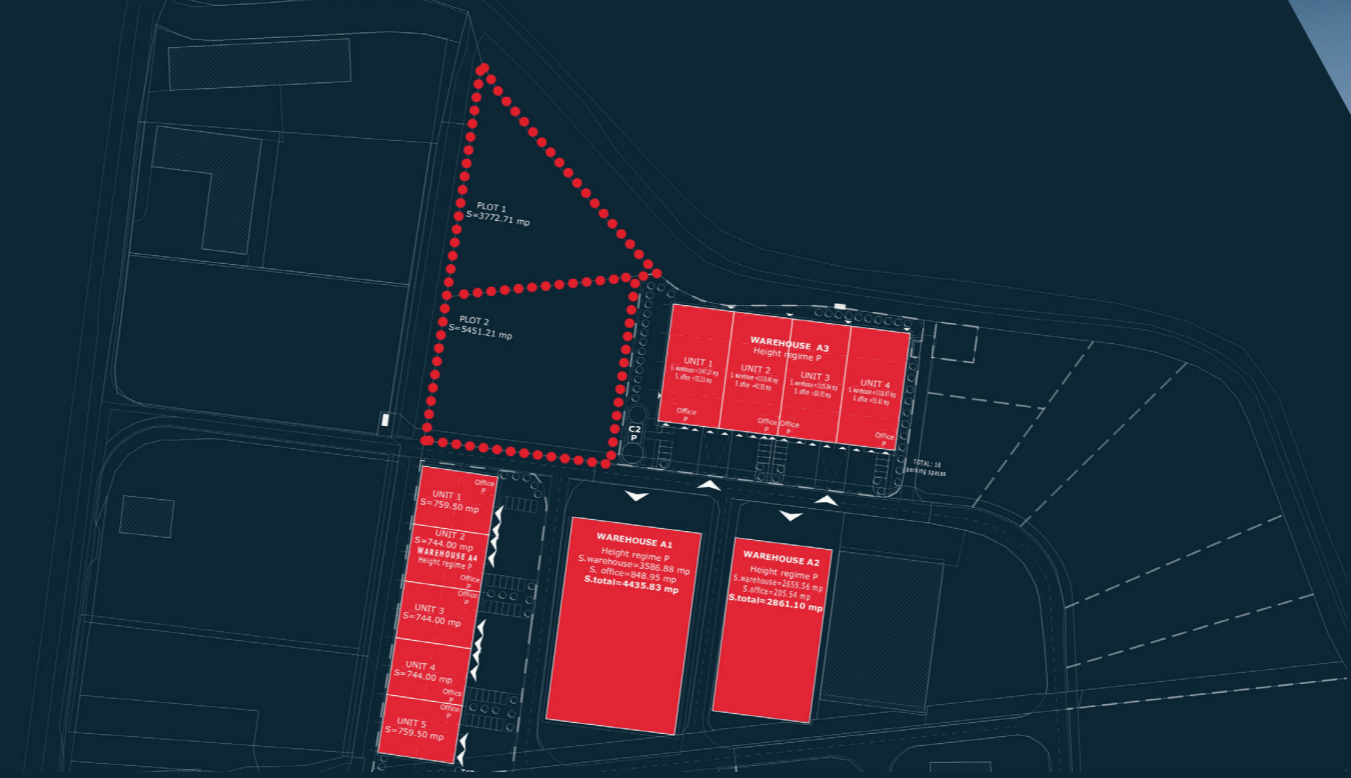 PLOT 1
S=3772.71 mp
PLOT 2
S=5451.21 mp
WAREHOUSE A3
Height regime P
UNIT 1
UNIT 2
UNIT 3
UNIT 4
Office
P
Office
P
Office
P
Office
P
C2
P
TOTAL: 16
parking spaces
Office
P
UNIT 1
S=759.50 mp
UNIT 2
S=744.00 mp
WAREHOUSE A4
Height regime P
Office
P
Office
P
UNIT 3
S=744.00 mp
UNIT 4
S=744.00 mp
Office
P
Office
P
UNIT 5
S=759.50 mp
WAREHOUSE A1
Height regime P
S.warehouse=3586.88 mp
S. office=848.95 mp
S.total=4435.83 mp
WAREHOUSE A2
Height regime P
S.warehouse=2655.56 mp
S.office=205.54 mp
S.total=2861.10 mp